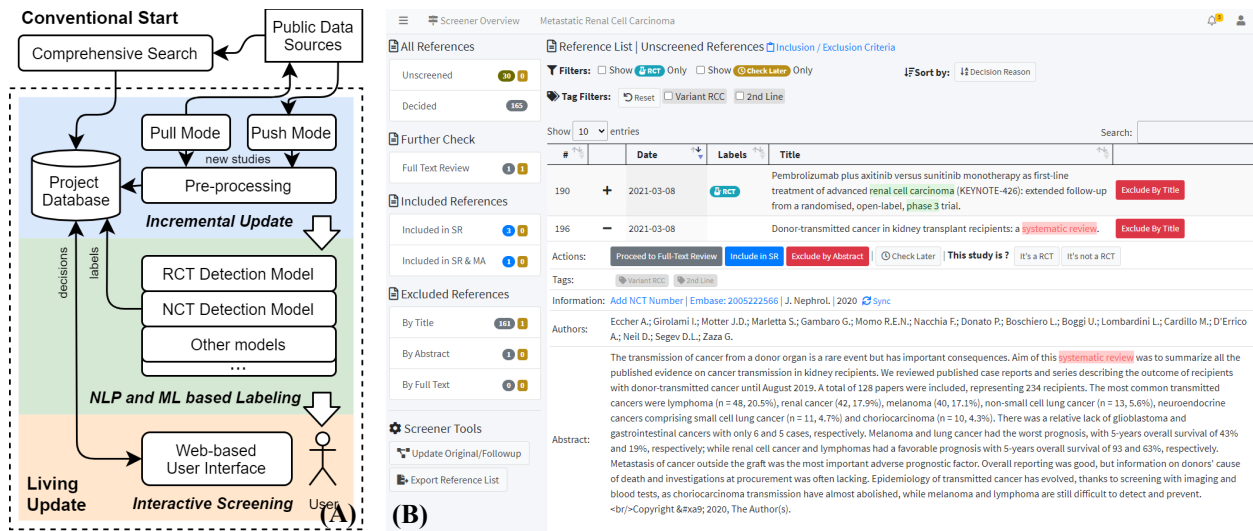 Conventional Start
Comprehensive Search
Public Data
Sources
Pull Mode
Push Mode
new studies
Project
Database
Pre-processing
Incremental Update
decisions
labels
RCT Detection Model
NCT Detection Model
Other models
...
NLP and ML based Labeling
Web-based
User Interface
Living
Update
Interactive Screening
User
(A)
(B)
Screener Overview
Metastatic Renal Cell Carcinoma
All References
Unscreened 30 0
Decided 165
Further Check
Full Text Review 1 1
Included References
Included in SR 3 0
Included in SR & MA 1 0
Excluded References
By Title 161 1
By Abstract 1 0
By Full Text 0 0
Screener Tools
Update Original/Followup
Export Reference List
Reference List | Unscreened References Inclusion / Exclusion Criteria
Filters: Show RCT Only Show Check Later Only Sort by: Decision Reason
Tag Filters: Reset Variant RCC 2nd Line
Show 10 entries Search:
# Date Labels Title
190 + 2021-03-08 RCT Pembrolizumab plus axitinib versus sunitinib monotherapy as first-line
treatment of advanced renal cell carcinoma (KEYNOTE-426): extended follow-up
from a randomised, open-label, phase 3 trial.
Exclude By Title
196 − 2021-03-08 Donor-transmitted cancer in kidney transplant recipients: a systematic review. Exclude By Title
Actions: Proceed to Full-Text Review Include in SR Exclude by Abstract | Check Later | This study is ? It's a RCT It's not a RCT
Tags: Variant RCC 2nd Line
Information: Add NCT Number | Embase: 2005222566 | J. Nephrol. | 2020 Sync
Authors: Eccher A.; Girolami I.; Motter J.D.; Marletta S.; Gambaro G.; Momo R.E.N.; Nacchia F.; Donato P.; Boschiero L.; Boggi U.; Lombardini L.; Cardillo M.; D'Errico
A.; Neil D.; Segev D.L.; Zaza G.
Abstract:
The transmission of cancer from a donor organ is a rare event but has important consequences. Aim of this systematic review was to summarize all the
published evidence on cancer transmission in kidney recipients. We reviewed published case reports and series describing the outcome of recipients
with donor-transmitted cancer until August 2019. A total of 128 papers were included, representing 234 recipients. The most common transmitted
cancers were lymphoma (n = 48, 20.5%), renal cancer (42, 17.9%), melanoma (40, 17.1%), non-small cell lung cancer (n = 13, 5.6%), neuroendocrine
cancers comprising small cell lung cancer (n = 11, 4.7%) and choriocarcinoma (n = 10, 4.3%). There was a relative lack of glioblastoma and
gastrointestinal cancers with only 6 and 5 cases, respectively. Melanoma and lung cancer had the worst prognosis, with 5-years overall survival of 43%
and 19%, respectively; while renal cancer and lymphomas had a favorable prognosis with 5-years overall survival of 93 and 63%, respectively.
Metastasis of cancer outside the graft was the most important adverse prognostic factor. Overall reporting was good, but information on donors' cause
of death and investigations at procurement was often lacking. Epidemiology of transmitted cancer has evolved, thanks to screening with imaging and
blood tests, as choriocarcinoma transmission have almost abolished, while melanoma and lymphoma are still difficult to detect and prevent.
<br/>Copyright &#xa9; 2020, The Author(s).